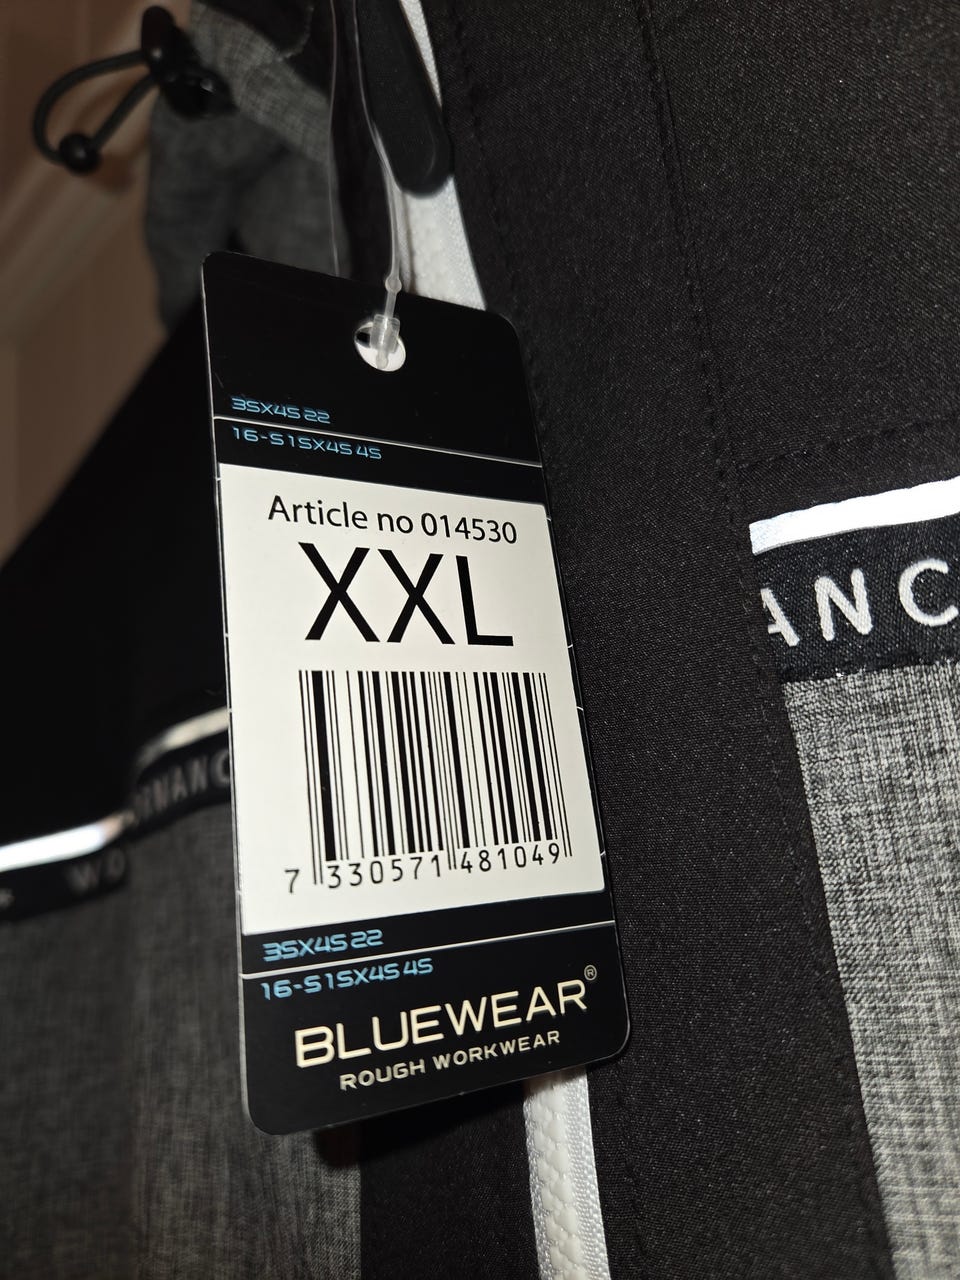 3SX4S 22
16-S1SX4S 4S
Article no 014530
XXL
7 330571 481049
3SX4S 22
16-S1SX4S 4S
BLUEWEAR®
ROUGH WORKWEAR
ANC